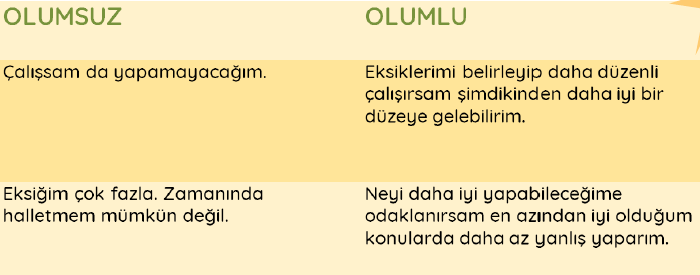 OLUMSUZ
OLUMLU
Çalışsam da yapamayacağım.
Eksiklerimi belirleyip daha düzenli
çalışırsam şimdikinden daha iyi bir
düzeye gelebilirim.
Eksiğim çok fazla. Zamanında
halletmem mümkün değil.
Neyi daha iyi yapabileceğime
odaklanırsam en azından iyi olduğum
konularda daha az yanlış yaparım.